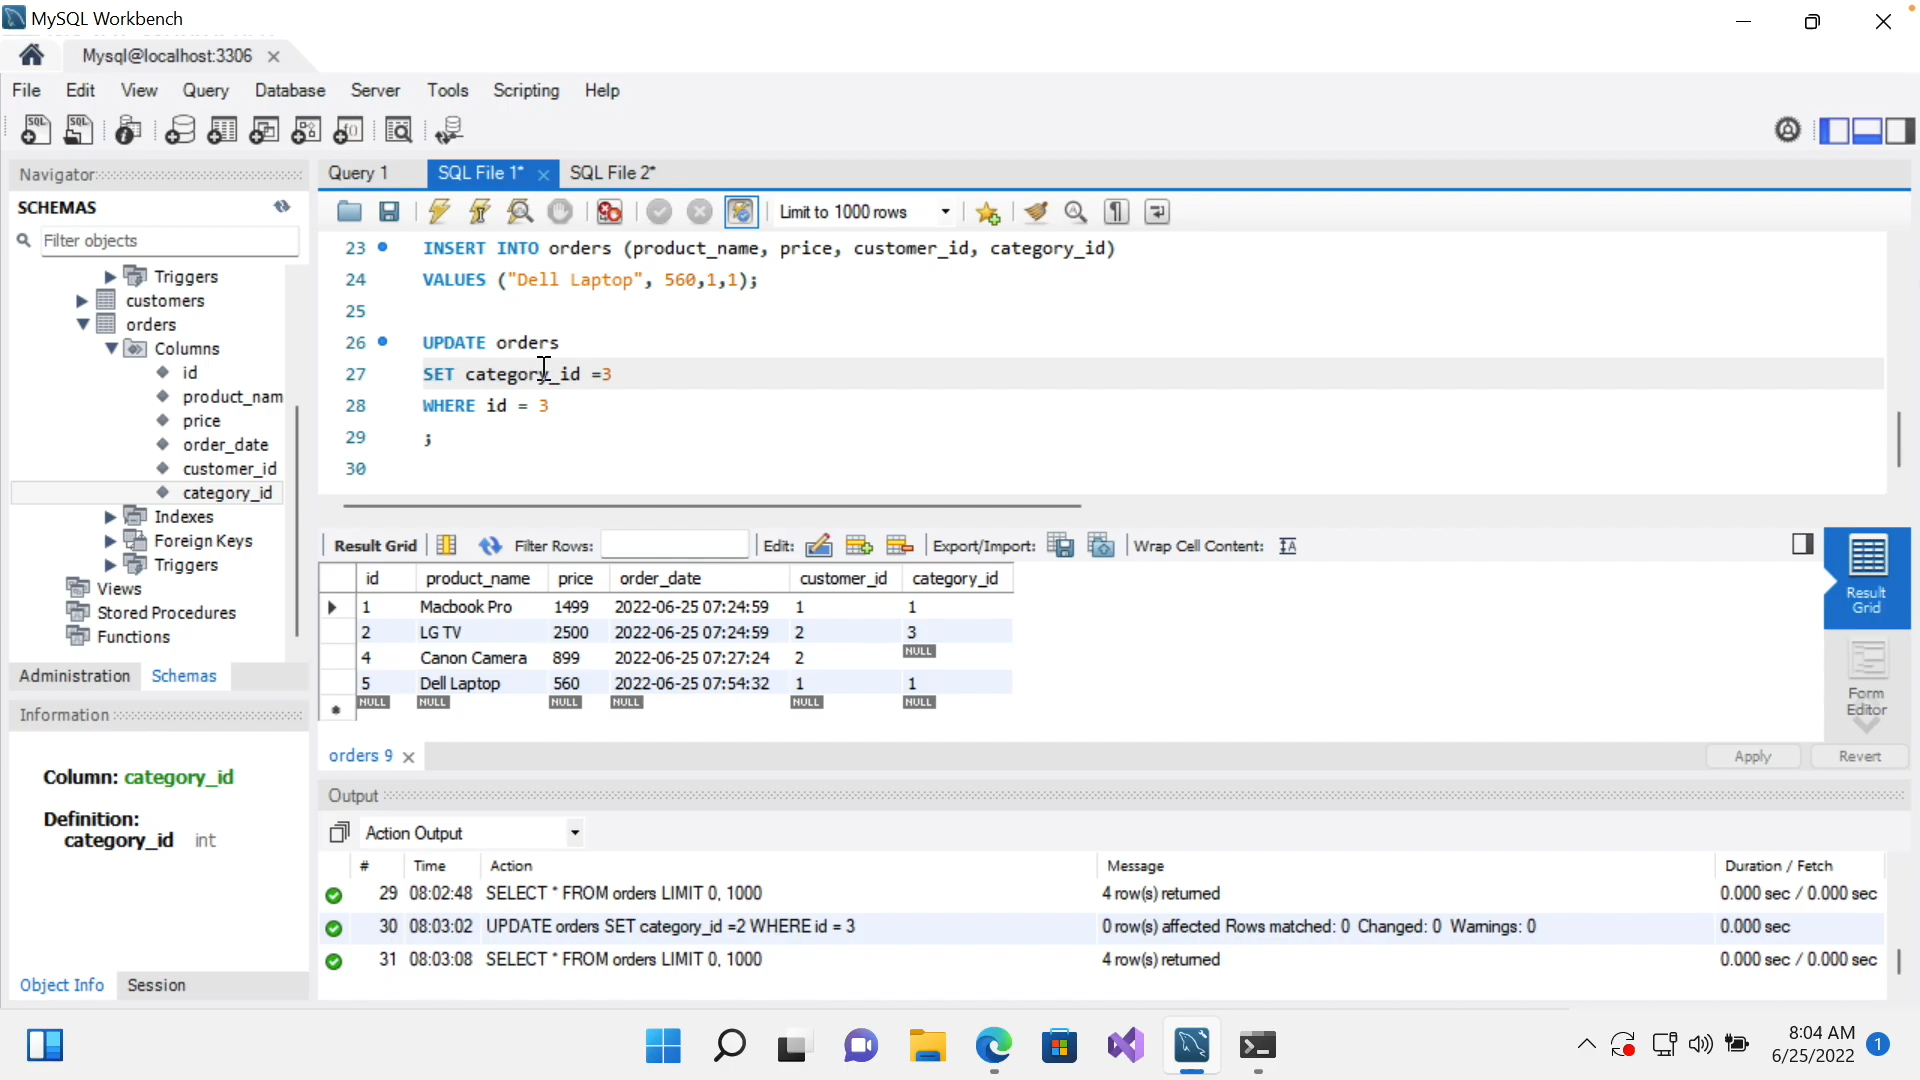 MySQL Workbench
Mysql@localhost:3306
File Edit View Query Database Server Tools Scripting Help
Navigator
SCHEMAS
Filter objects
Triggers
customers
orders
Columns
id
product_nam
price
order_date
customer_id
category_id
Indexes
Foreign Keys
Triggers
Views
Stored Procedures
Functions
Administration Schemas
Information
Column: category_id
Definition:
category_id int
Object Info Session
Query 1 SQL File 1* SQL File 2*
Limit to 1000 rows
23 INSERT INTO orders (product_name, price, customer_id, category_id)
24 VALUES ("Dell Laptop", 560,1,1);
25
26 UPDATE orders
27 SET category_id =3
28 WHERE id = 3
29 ;
30
Result Grid Filter Rows: Edit: Export/Import: Wrap Cell Content:
id product_name price order_date customer_id category_id
1 Macbook Pro 1499 2022-06-25 07:24:59 1 1
2 LG TV 2500 2022-06-25 07:24:59 2 3
4 Canon Camera 899 2022-06-25 07:27:24 2 NULL
5 Dell Laptop 560 2022-06-25 07:54:32 1 1
NULL NULL NULL NULL NULL NULL
Result
Grid
Form
Editor
orders 9
Apply Revert
Output
Action Output
# Time Action Message Duration / Fetch
29 08:02:48 SELECT * FROM orders LIMIT 0, 1000 4 row(s) returned 0.000 sec / 0.000 sec
30 08:03:02 UPDATE orders SET category_id =2 WHERE id = 3 0 row(s) affected Rows matched: 0 Changed: 0 Warnings: 0 0.000 sec
31 08:03:08 SELECT * FROM orders LIMIT 0, 1000 4 row(s) returned 0.000 sec / 0.000 sec
8:04 AM
6/25/2022
1